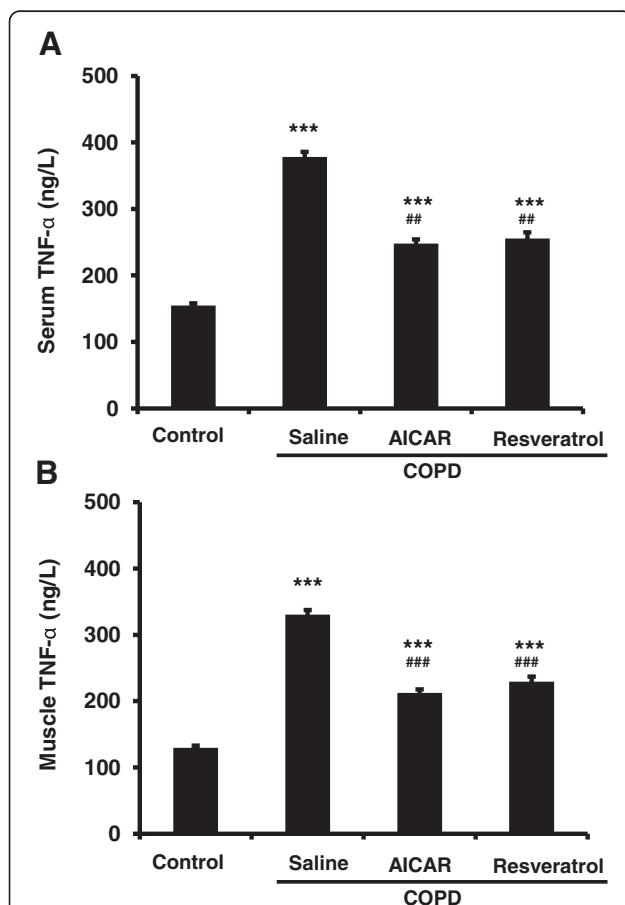 A
Serum TNF-α (ng/L)
500
400
300
200
100
0
***
***
##
***
##
Control Saline AICAR Resveratrol
COPD
B
Muscle TNF-α (ng/L)
500
400
300
200
100
0
***
***
###
***
###
Control Saline AICAR Resveratrol
COPD